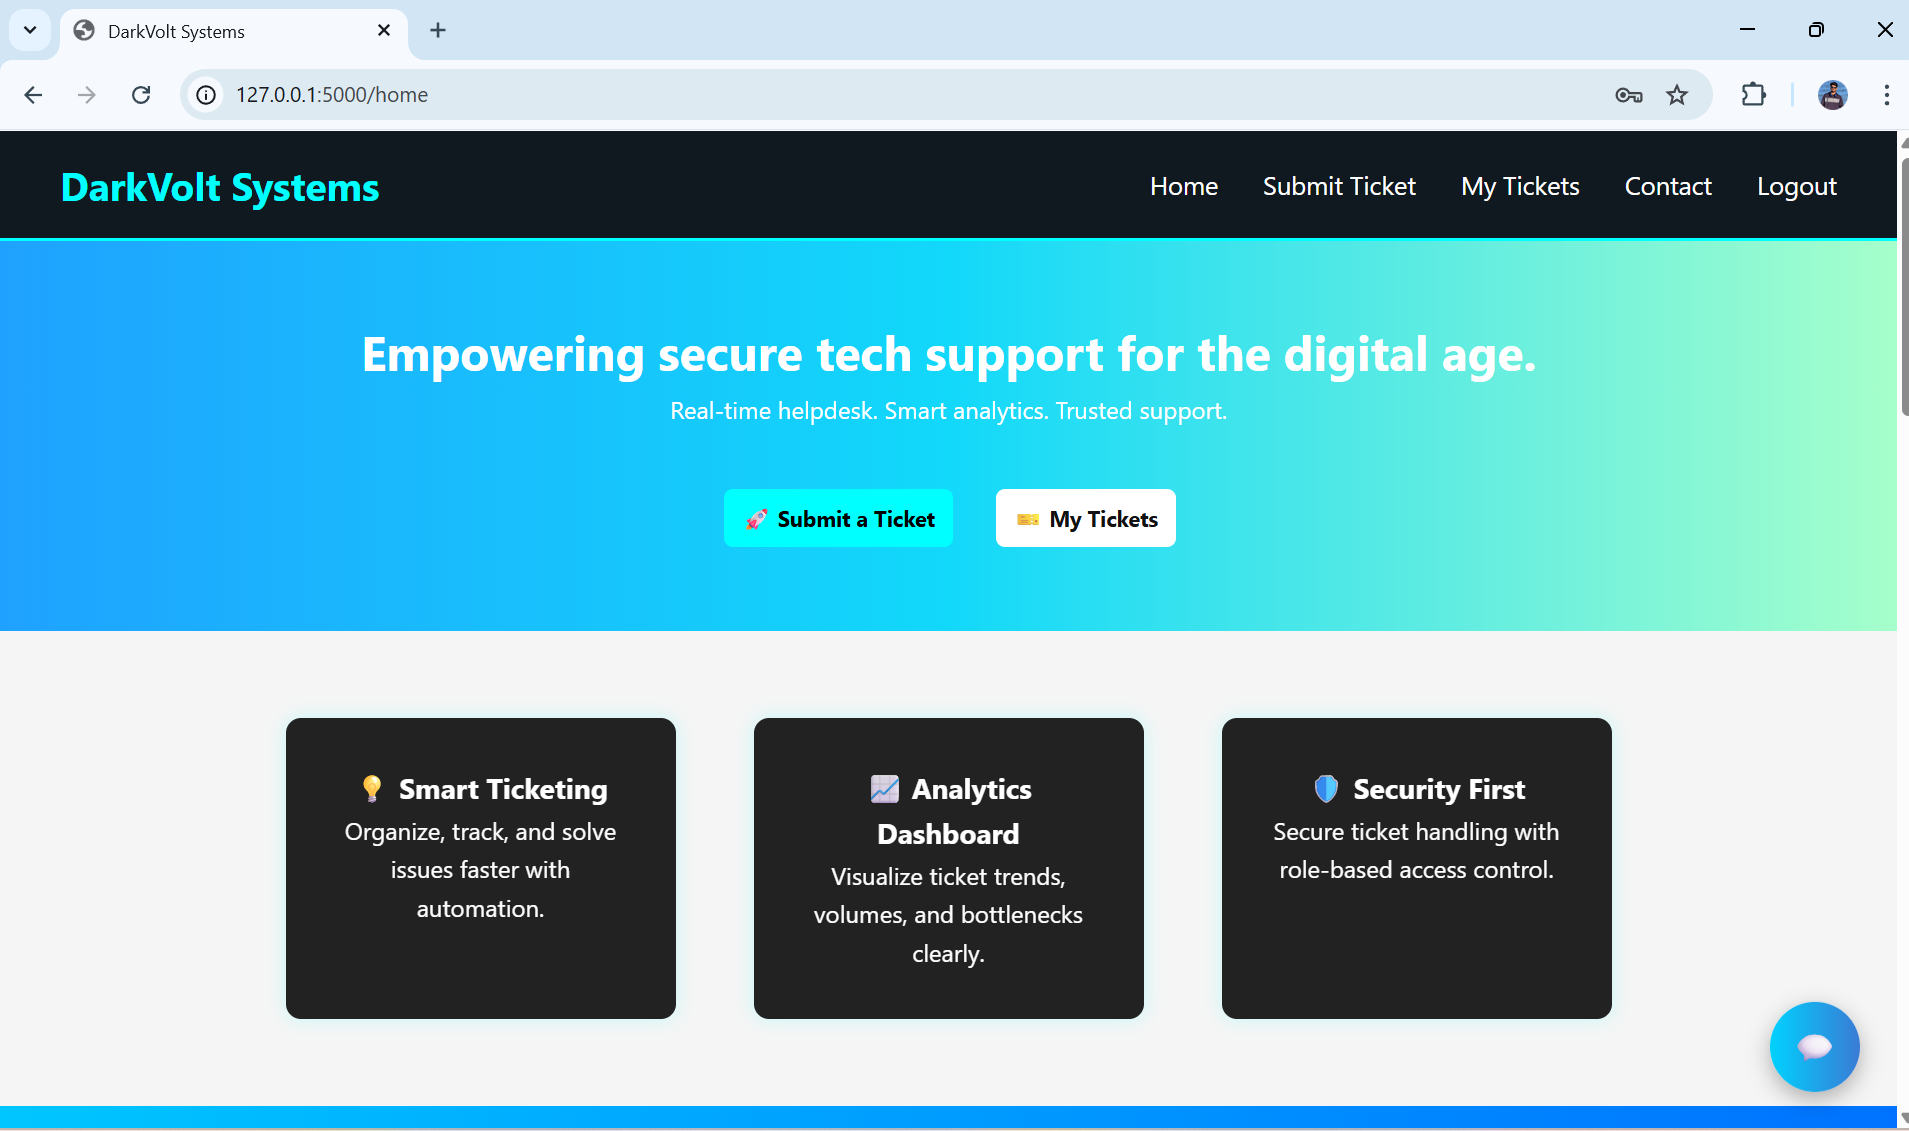 DarkVolt Systems
127.0.0.1:5000/home
DarkVolt Systems
Home Submit Ticket My Tickets Contact Logout
Empowering secure tech support for the digital age.
Real-time helpdesk. Smart analytics. Trusted support.
🚀 Submit a Ticket
🎫 My Tickets
💡 Smart Ticketing
Organize, track, and solve
issues faster with
automation.
📈 Analytics
Dashboard
Visualize ticket trends,
volumes, and bottlenecks
clearly.
🛡️ Security First
Secure ticket handling with
role-based access control.